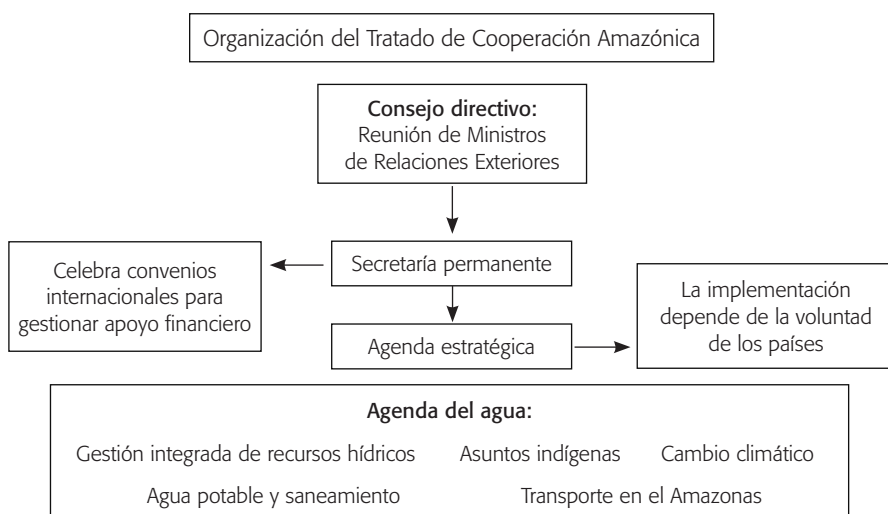 Organización del Tratado de Cooperación Amazónica
Consejo directivo:
Reunión de Ministros
de Relaciones Exteriores
Celebra convenios
internacionales para
gestionar apoyo financiero
Secretaría permanente
La implementación
depende de la voluntad
de los países
Agenda estratégica
Agenda del agua:
Gestión integrada de recursos hídricos Asuntos indígenas Cambio climático
Agua potable y saneamiento Transporte en el Amazonas